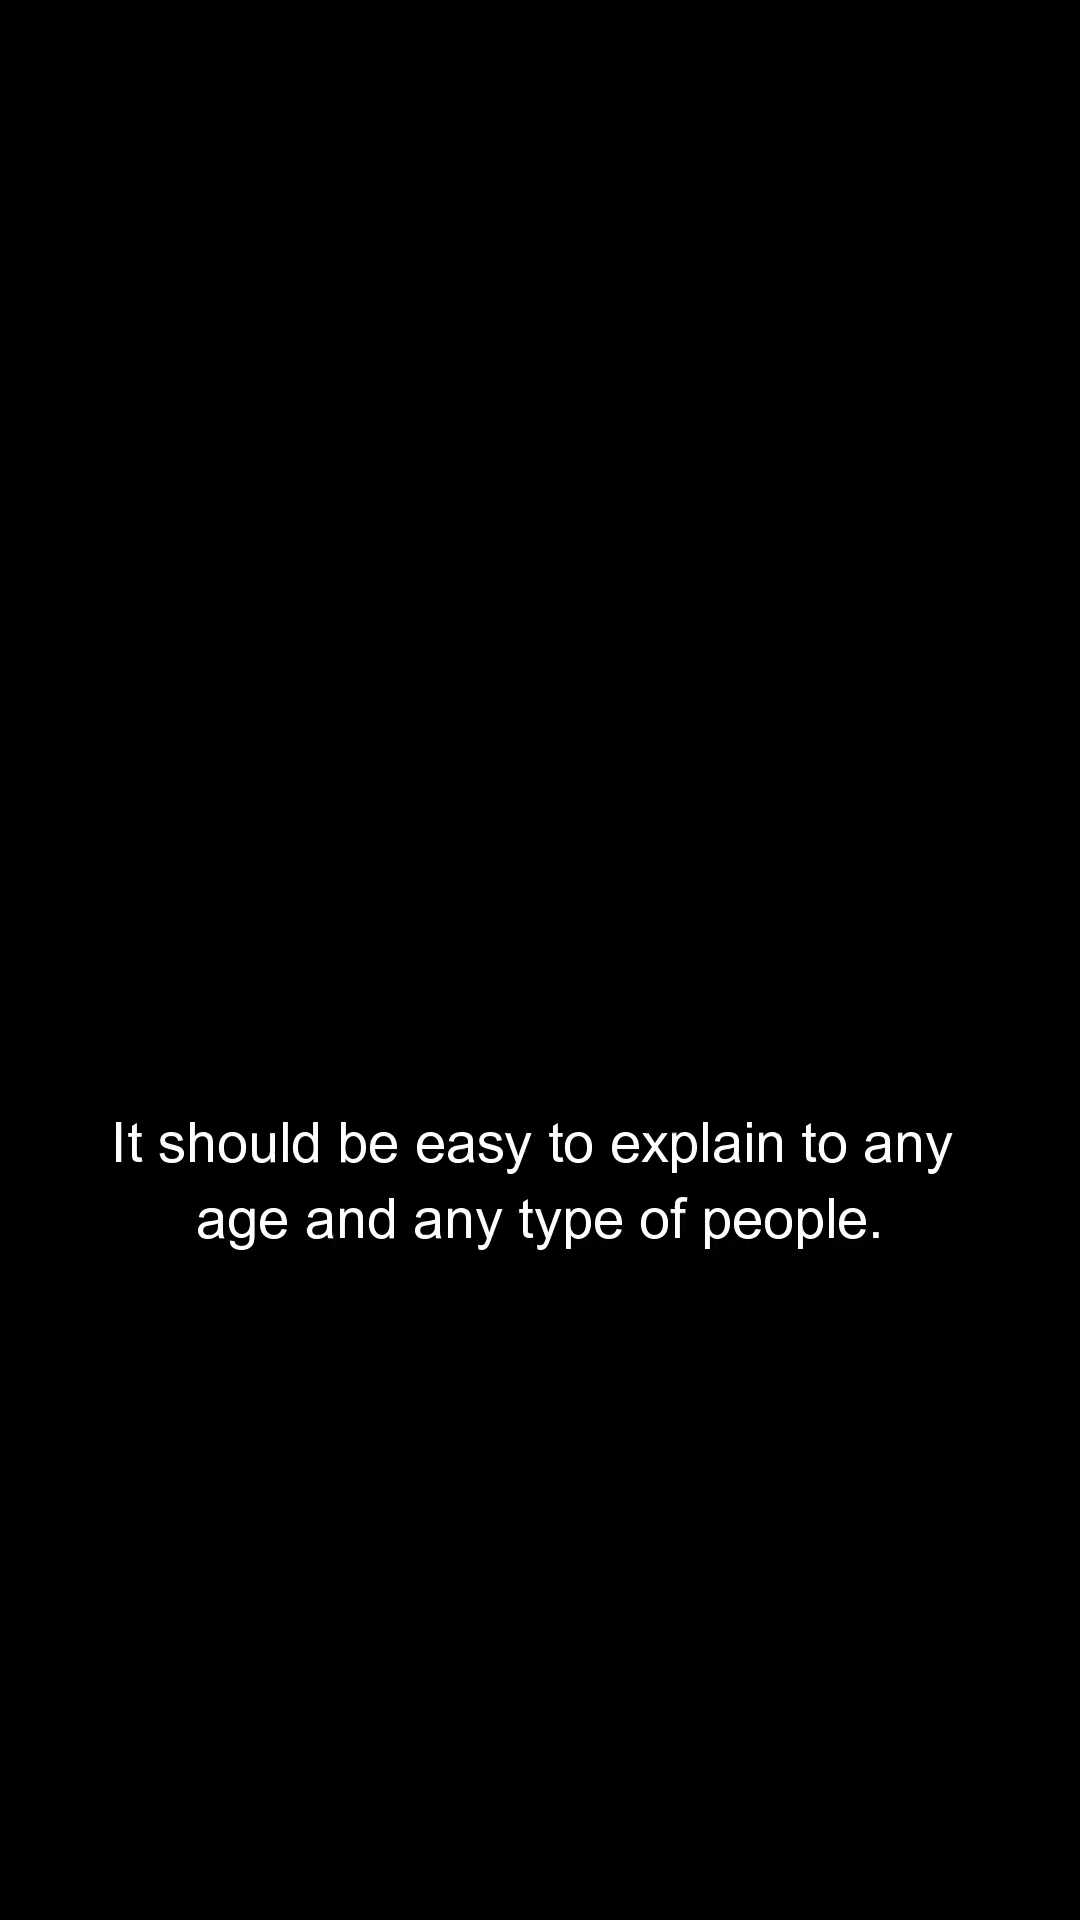 It should be easy to explain to any
age and any type of people.